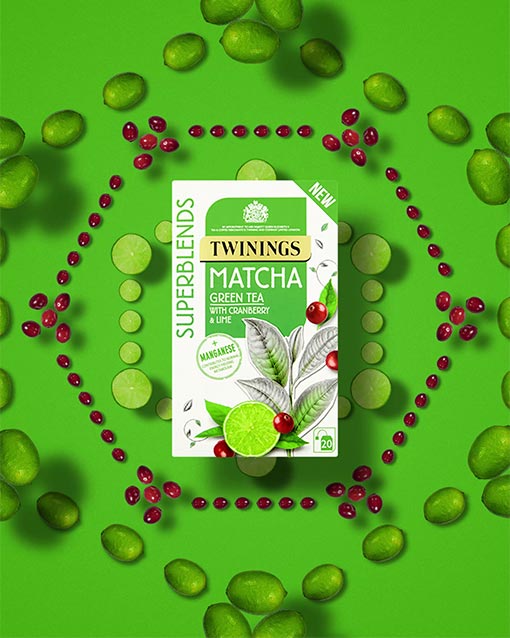 NEW
SUPERBLENDS
TWININGS
MATCHA
GREEN TEA
WITH CRANBERRY
& LIME
+
MANGANESE
20